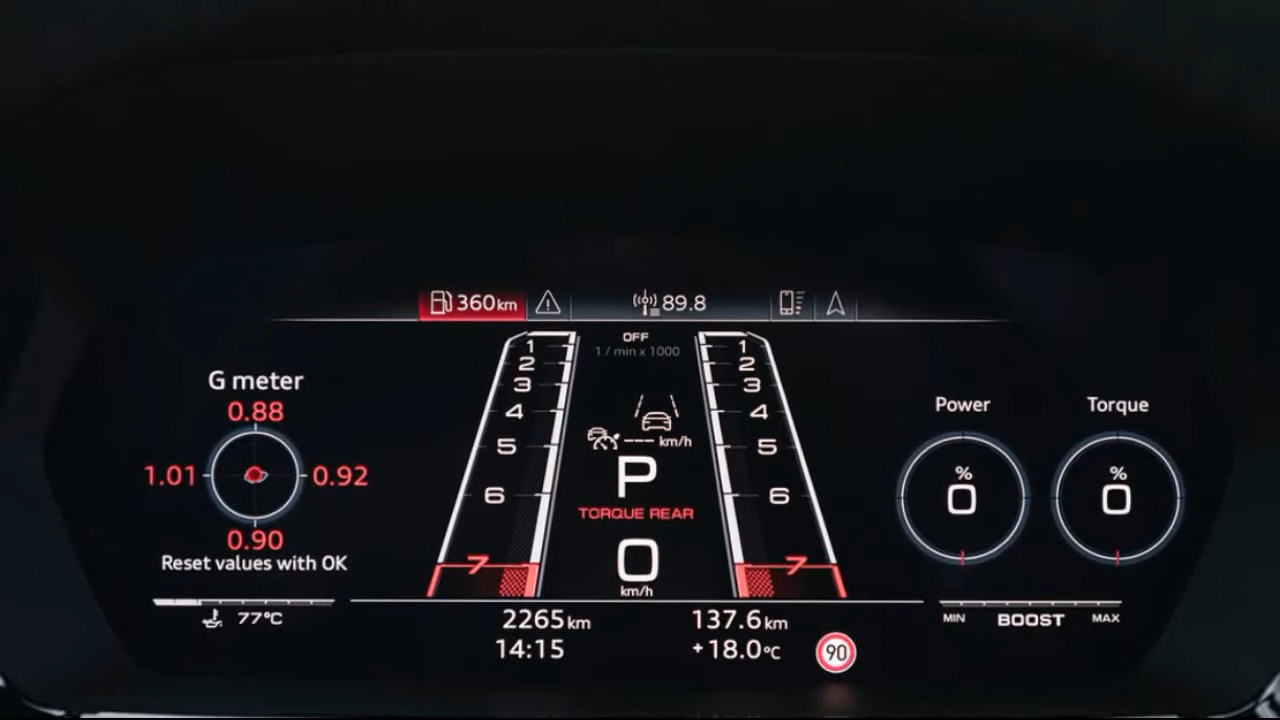 360km
89.8
OFF
1 / min x 1000
G meter
0.88
1.01
0.92
0.90
Reset values with OK
77°C
1
2
3
4
5
6
7
--- km/h
P
TORQUE REAR
0
km/h
1
2
3
4
5
6
7
Power
%
0
Torque
%
0
MIN BOOST MAX
2265km
137.6km
14:15
+18.0°C
90